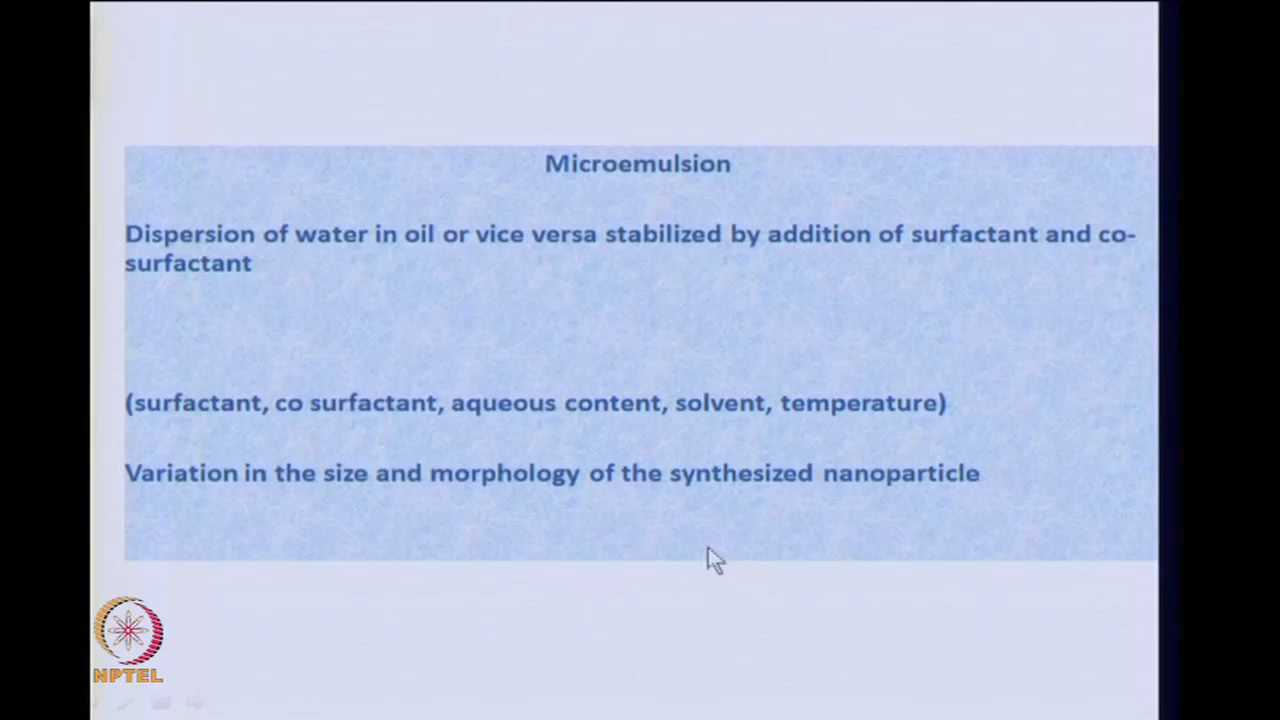 Microemulsion
Dispersion of water in oil or vice versa stabilized by addition of surfactant and co-
surfactant
(surfactant, co surfactant, aqueous content, solvent, temperature)
Variation in the size and morphology of the synthesized nanoparticle
NPTEL